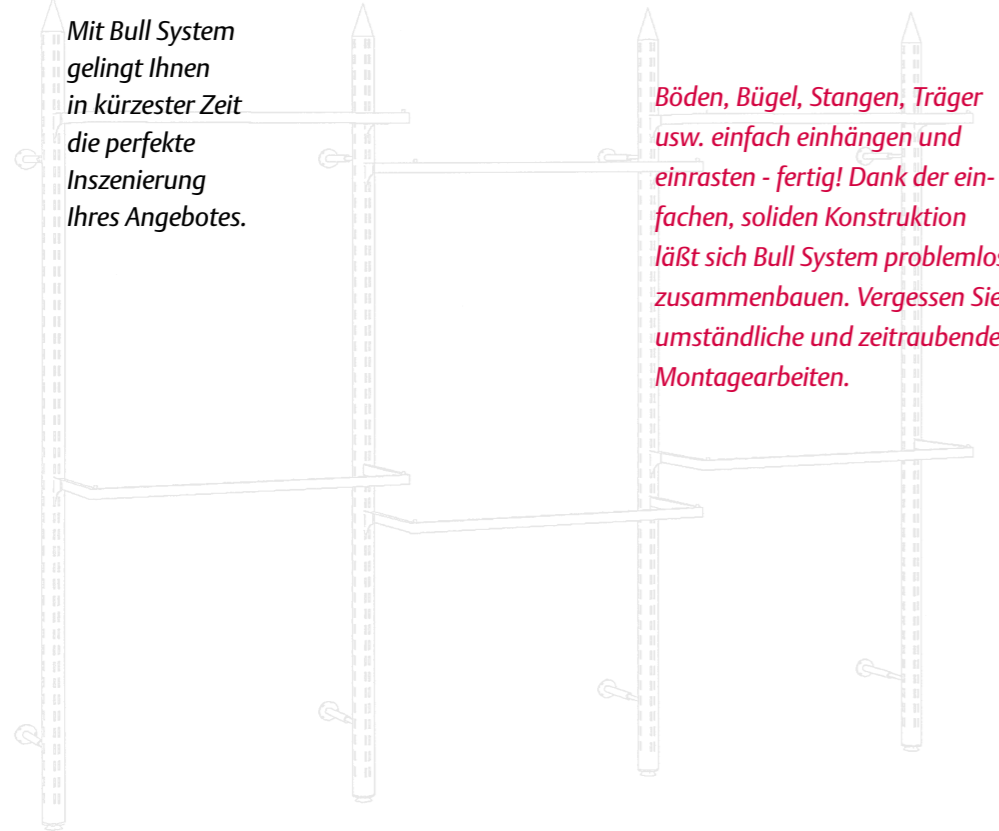 Mit Bull System
gelingt Ihnen
in kürzester Zeit
die perfekte
Inszenierung
Ihres Angebotes.
Böden, Bügel, Stangen, Träger
usw. einfach einhängen und
einrasten - fertig! Dank der ein-
fachen, soliden Konstruktion
läßt sich Bull System problemlos
zusammenbauen. Vergessen Sie
umständliche und zeitraubende
Montagearbeiten.